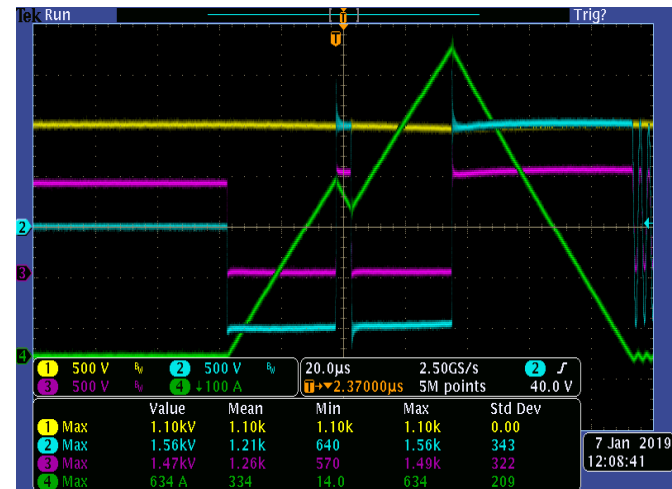 Tek Run Trig?
T
T
2
3
4
1 500 V BW 2 500 V BW 20.0µs 2.50GS/s 2 40.0 V
3 500 V BW 4 ↓100 A T→▼2.37000µs 5M points
Value Mean Min Max Std Dev
1 Max 1.10kV 1.10k 1.10k 1.10k 0.00
2 Max 1.56kV 1.21k 640 1.56k 343
3 Max 1.47kV 1.26k 570 1.49k 322
4 Max 634 A 334 14.0 634 209
7 Jan 2019
12:08:41